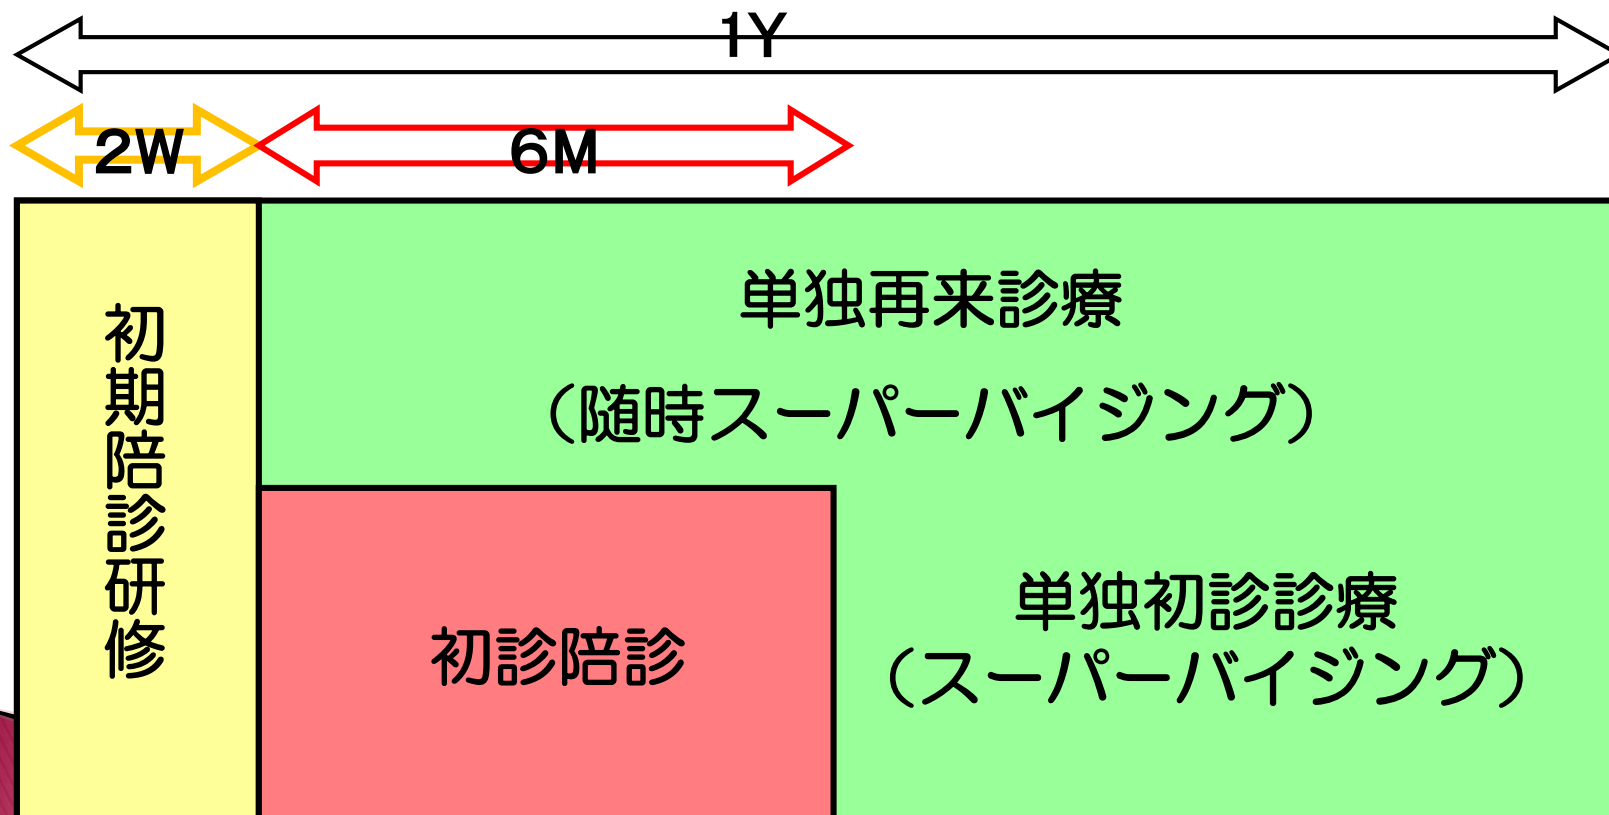 1Y
2W
6M
初期陪診研修
単独再来診療
（随時スーパーバイジング）
初診陪診
単独初診診療
（スーパーバイジング）